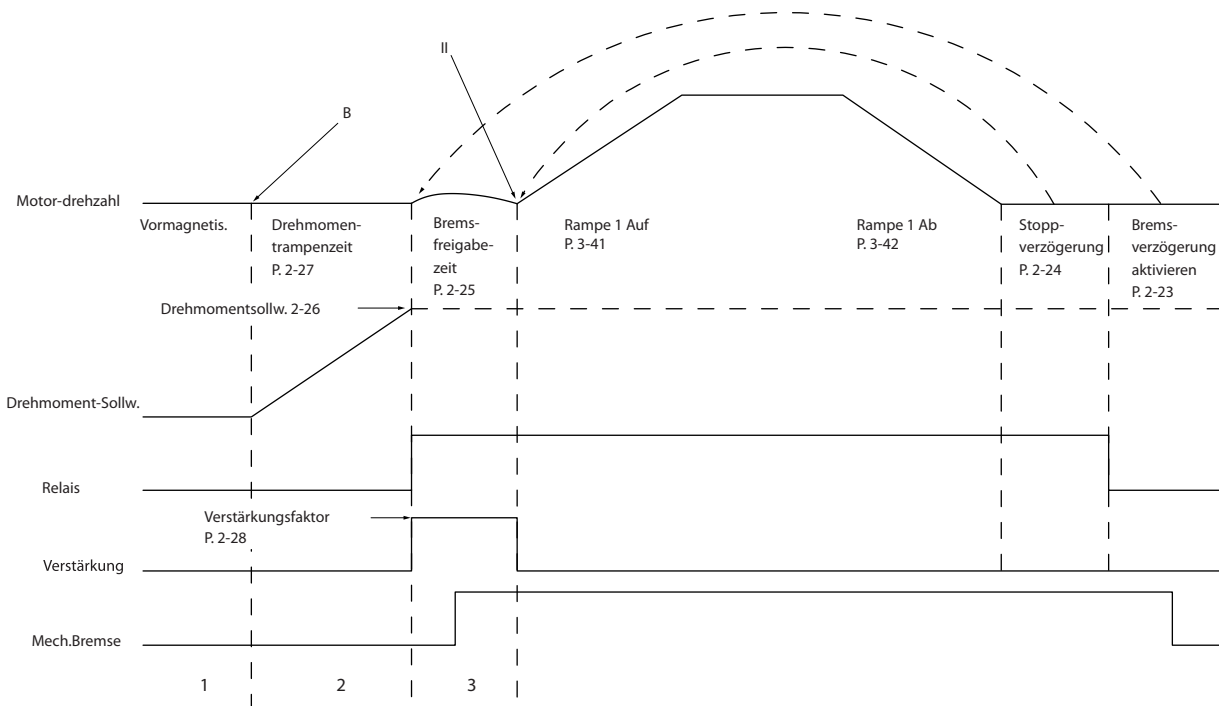 II
B
Motor-drehzahl
Vormagnetis.
Drehmomen-
trampenzeit
P. 2-27
Brems-
freigabe-
zeit
P. 2-25
Rampe 1 Auf
P. 3-41
Rampe 1 Ab
P. 3-42
Stopp-
verzögerung
P. 2-24
Brems-
verzögerung
aktivieren
P. 2-23
Drehmomentsollw. 2-26
Drehmoment-Sollw.
Relais
Verstärkungsfaktor
P. 2-28
Verstärkung
Mech.Bremse
1
2
3